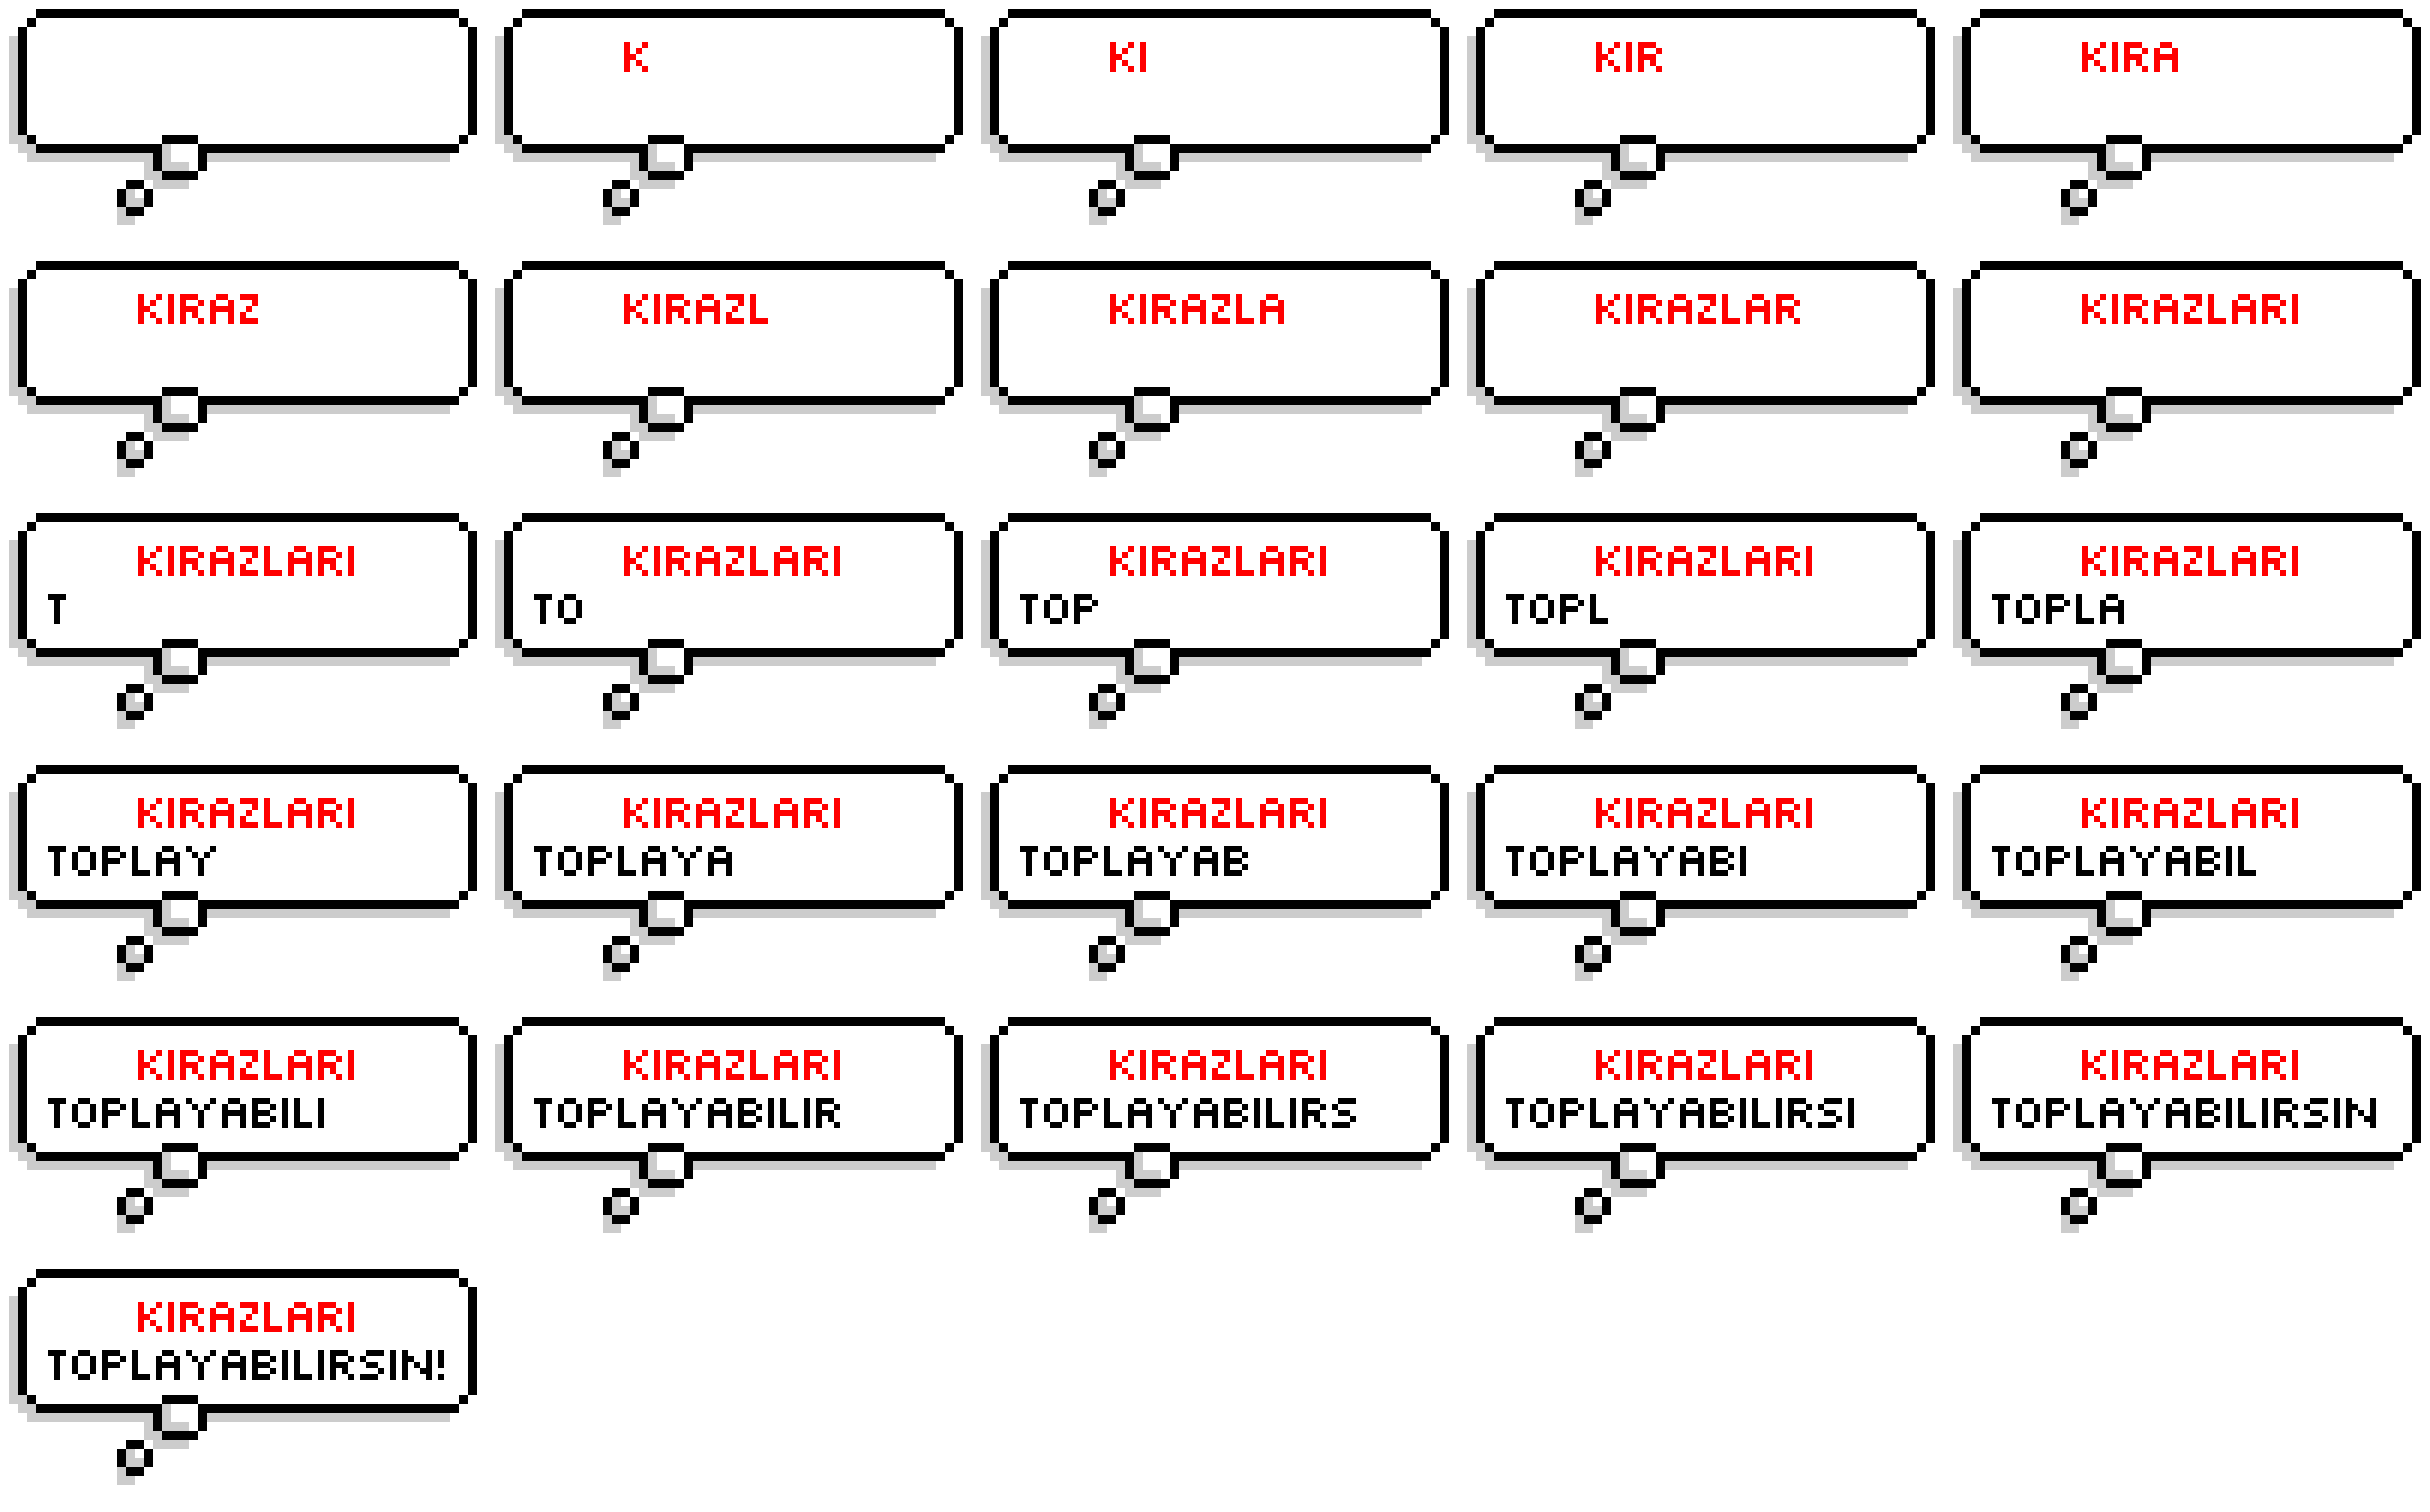 K
KI
KIR
KIRA
KIRAZ
KIRAZL
KIRAZLA
KIRAZLAR
KIRAZLARI
KIRAZLARI
T
KIRAZLARI
TO
KIRAZLARI
TOP
KIRAZLARI
TOPL
KIRAZLARI
TOPLA
KIRAZLARI
TOPLAY
KIRAZLARI
TOPLAYA
KIRAZLARI
TOPLAYAB
KIRAZLARI
TOPLAYABI
KIRAZLARI
TOPLAYABIL
KIRAZLARI
TOPLAYABILI
KIRAZLARI
TOPLAYABILIR
KIRAZLARI
TOPLAYABILIRS
KIRAZLARI
TOPLAYABILIRSI
KIRAZLARI
TOPLAYABILIRSIN
KIRAZLARI
TOPLAYABILIRSIN!